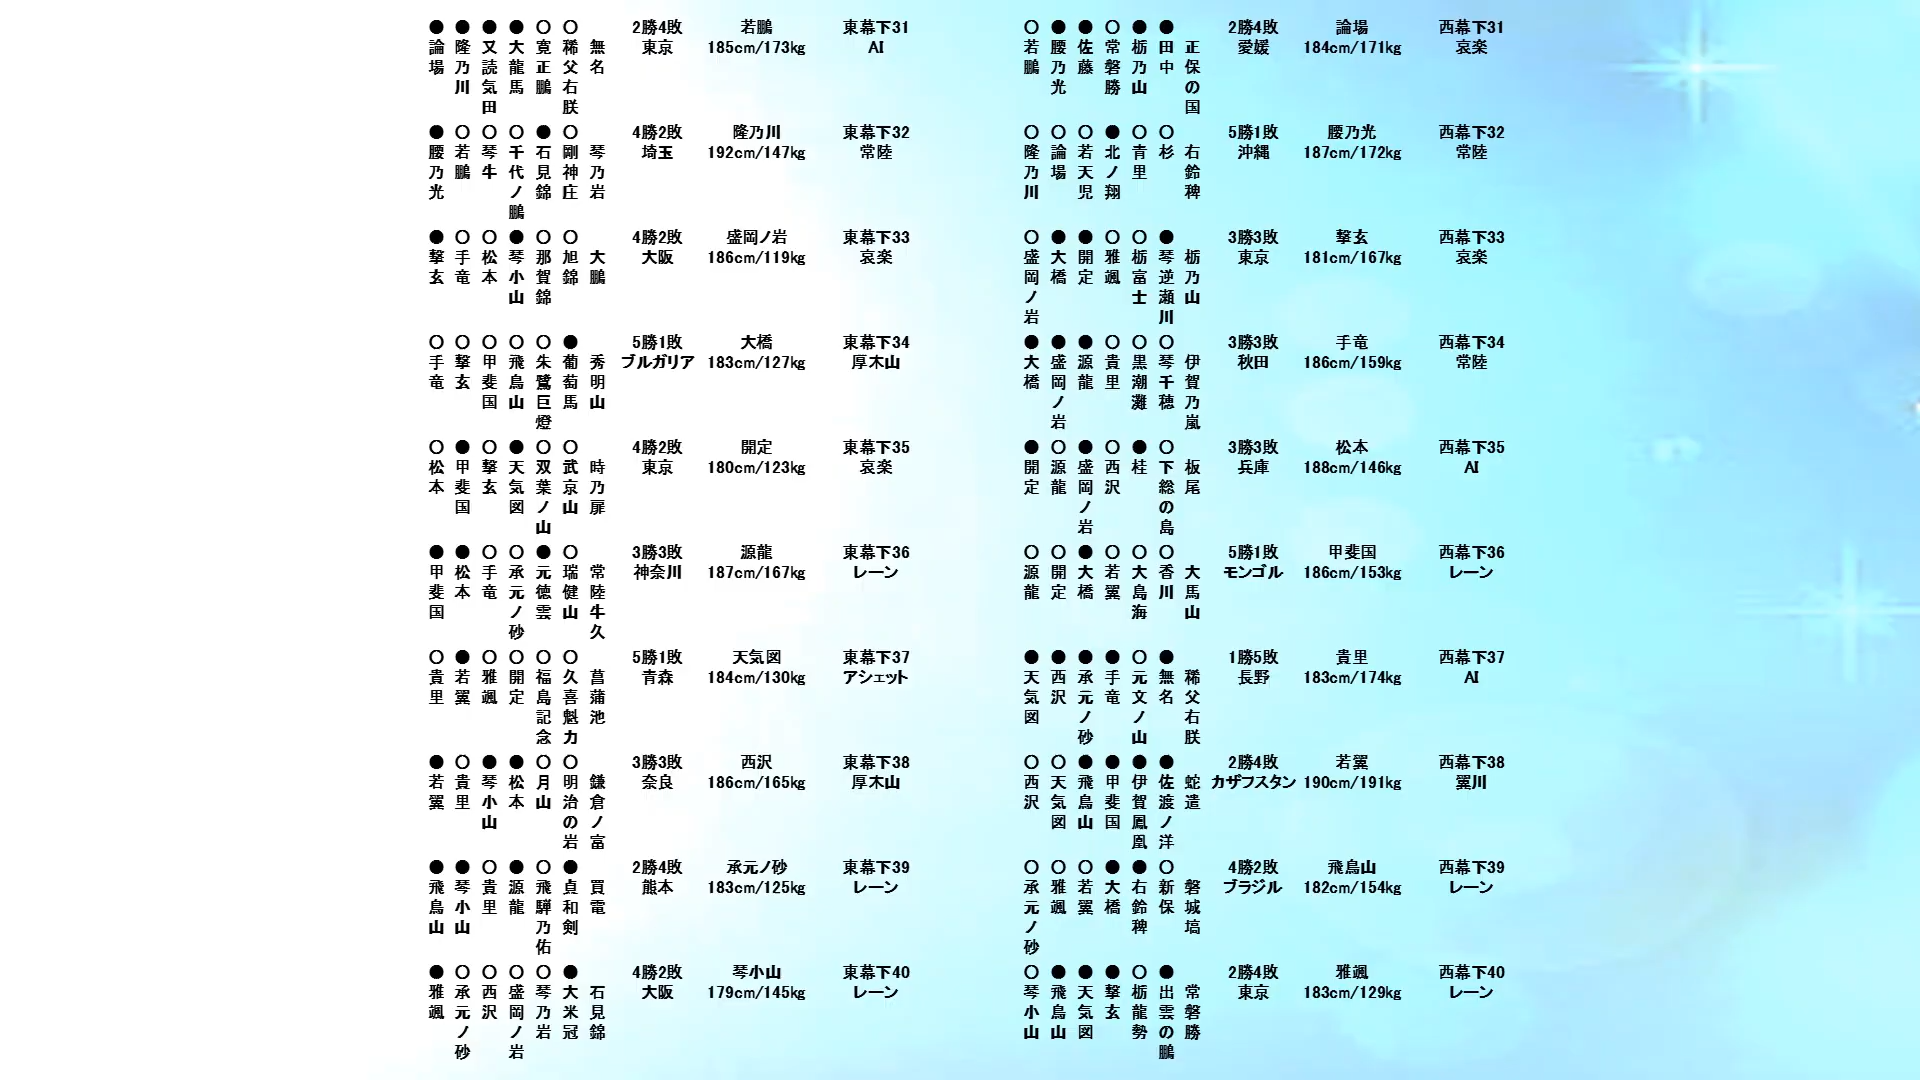 ●●●●○○ 2勝4敗 若鵬 東幕下31
論場 隆乃川 又読気田 大龍馬 寛正鵬 稀父右朕 無名 東京 185cm/173kg AI
○●●○●● 2勝4敗 論場 西幕下31
若鵬 腰乃光 佐藤 常磐勝 栃乃山 田中 正保の国 愛媛 184cm/171kg 哀楽
●○○○●○ 4勝2敗 隆乃川 東幕下32
腰乃光 若鵬 琴牛 千代ノ鵬 石見錦 剛神庄 琴乃岩 埼玉 192cm/147kg 常陸
○○○●○○ 5勝1敗 腰乃光 西幕下32
隆乃川 論場 若天児 北ノ翔 青里 杉 右鈴稗 沖縄 187cm/172kg 常陸
●○○●○○ 4勝2敗 盛岡ノ岩 東幕下33
撃玄 手竜 松本 琴小山 那賀錦 旭錦 大鵬 大阪 186cm/119kg 哀楽
○●●○○● 3勝3敗 撃玄 西幕下33
盛岡ノ岩 大橋 開定 雅颯 栃富士 琴逆瀬川 栃乃山 東京 181cm/167kg 哀楽
○○○○○● 5勝1敗 大橋 東幕下34
手竜 撃玄 甲斐国 飛鳥山 朱鷺巨燈 葡萄馬 秀明山 ブルガリア 183cm/127kg 厚木山
●●●○○○ 3勝3敗 手竜 西幕下34
大橋 盛岡ノ岩 源龍 貴里 黒潮灘 琴千穂 伊賀乃嵐 秋田 186cm/159kg 常陸
○●○●○○ 4勝2敗 開定 東幕下35
松本 甲斐国 撃玄 天気図 双葉ノ山 武京山 時乃扉 東京 180cm/123kg 哀楽
●○●○●○ 3勝3敗 松本 西幕下35
開定 源龍 盛岡ノ岩 西沢 桂 下総の島 板尾 兵庫 188cm/146kg AI
●●○○●○ 3勝3敗 源龍 東幕下36
甲斐国 松本 手竜 承元ノ砂 元徳雲 瑞健山 常陸牛久 神奈川 187cm/167kg レーン
○○●○○○ 5勝1敗 甲斐国 西幕下36
源龍 開定 大橋 若翼 大島海 香川 大馬山 モンゴル 186cm/153kg レーン
○●○○○○ 5勝1敗 天気図 東幕下37
貴里 若翼 雅颯 開定 福島記念 久喜魁力 菖蒲池 青森 184cm/130kg アシェット
●●●●○● 1勝5敗 貴里 西幕下37
天気図 西沢 承元ノ砂 手竜 元文ノ山 無名 稀父右朕 長野 183cm/174kg AI
●○●●○○ 3勝3敗 西沢 東幕下38
若翼 貴里 琴小山 松本 月山 明治の岩 鎌倉ノ富 奈良 186cm/165kg 厚木山
○○●●●● 2勝4敗 若翼 西幕下38
西沢 天気図 飛鳥山 甲斐国 伊賀鳳凰 佐渡ノ洋 蛇遣 カザフスタン 190cm/191kg 翼川
●●○●○● 2勝4敗 承元ノ砂 東幕下39
飛鳥山 琴小山 貴里 源龍 飛騨乃佑 貞和剣 買電 熊本 183cm/125kg レーン
○○○●●○ 4勝2敗 飛鳥山 西幕下39
承元ノ砂 雅颯 若翼 大橋 右鈴稗 新保 磐城塙 ブラジル 182cm/154kg レーン
●○○○○● 4勝2敗 琴小山 東幕下40
雅颯 承元ノ砂 西沢 盛岡ノ岩 琴乃岩 大米冠 石見錦 大阪 179cm/145kg レーン
○●●●○● 2勝4敗 雅颯 西幕下40
琴小山 飛鳥山 天気図 撃玄 栃龍勢 出雲の鵬 常磐勝 東京 183cm/129kg レーン